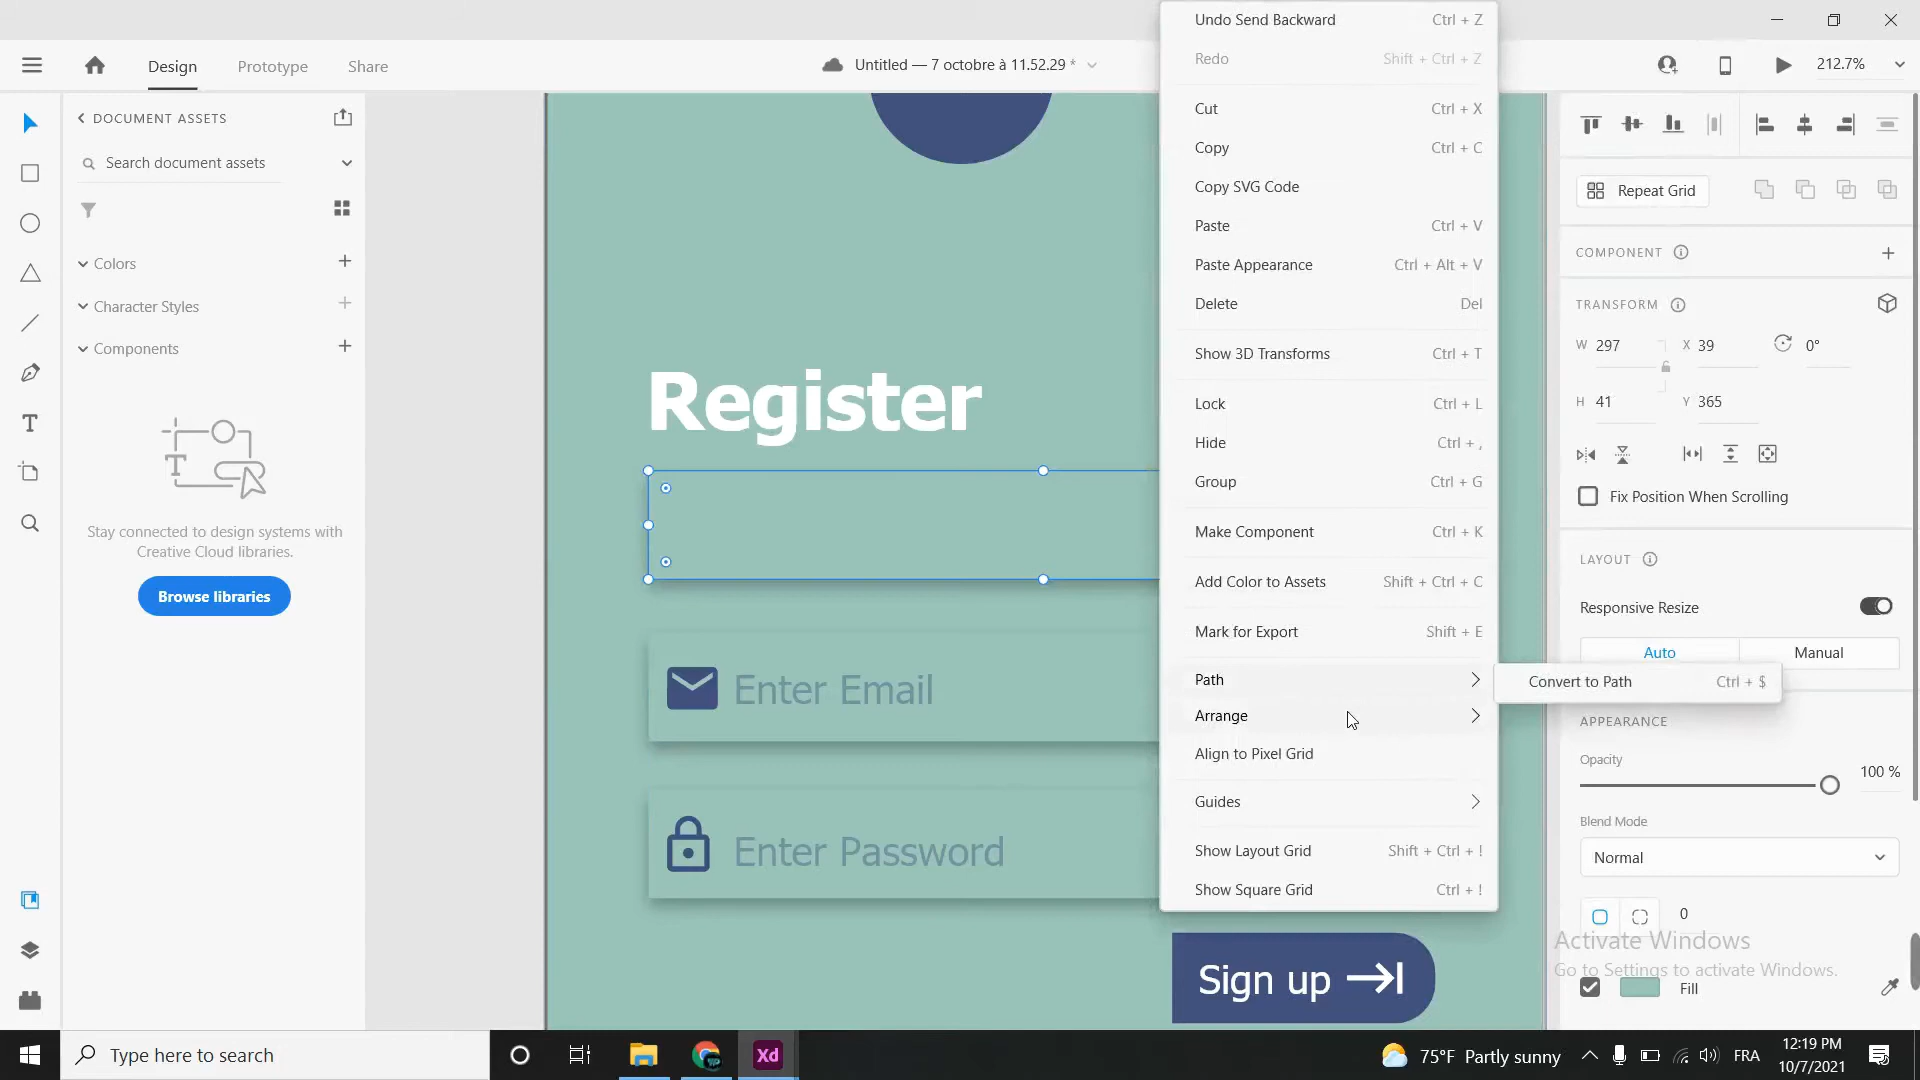 Design
Prototype
Share
Untitled — 7 octobre à 11.52.29 *
212.7%
DOCUMENT ASSETS
Search document assets
Colors
Character Styles
Components
Stay connected to design systems with
Creative Cloud libraries.
Browse libraries
Register
Enter Email
Enter Password
Sign up
Undo Send Backward Ctrl + Z
Redo Shift + Ctrl + Z
Cut Ctrl + X
Copy Ctrl + C
Copy SVG Code
Paste Ctrl + V
Paste Appearance Ctrl + Alt + V
Delete Del
Show 3D Transforms Ctrl + T
Lock Ctrl + L
Hide Ctrl + ,
Group Ctrl + G
Make Component Ctrl + K
Add Color to Assets Shift + Ctrl + C
Mark for Export Shift + E
Path
Arrange
Align to Pixel Grid
Guides
Show Layout Grid Shift + Ctrl + !
Show Square Grid Ctrl + !
Convert to Path Ctrl + $
Repeat Grid
COMPONENT
TRANSFORM
W 297 X 39 0°
H 41 Y 365
Fix Position When Scrolling
LAYOUT
Responsive Resize
Auto Manual
APPEARANCE
Opacity
100 %
Blend Mode
Normal
0
Activate Windows
Go to Settings to activate Windows.
Fill
Type here to search
Xd
75°F Partly sunny
FRA
12:19 PM
10/7/2021